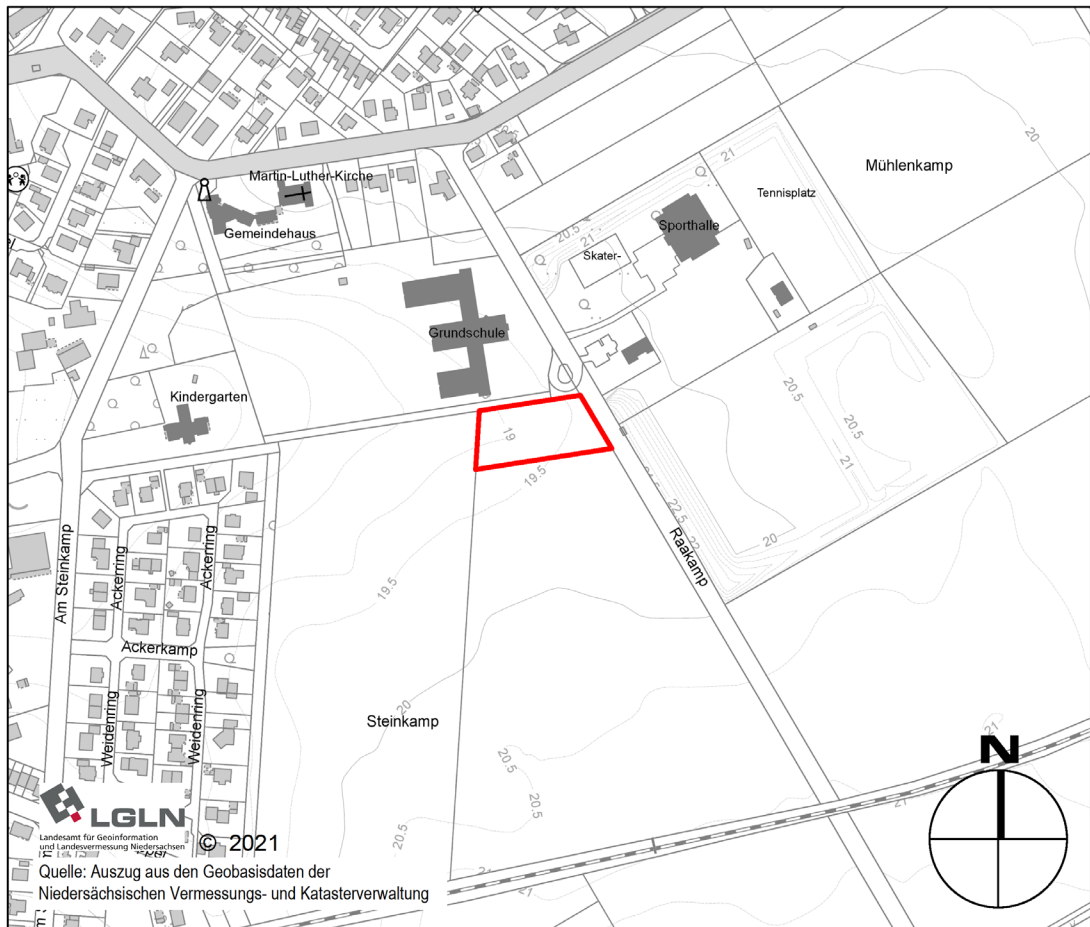 20
21
Mühlenkamp
Martin-Luther-Kirche
Tennisplatz
20.5
21
Sporthalle
Gemeindehaus
Skater-
Grundschule
Kindergarten
20.5
20.5
21
19
19.5
22.5
20
Raakamp
19.5
Am Steinkamp
Ackerring
Ackerring
Ackerkamp
Weidenring
Weidenring
20
Steinkamp
20.5
20.5
20.5
21
21
21
21
N
LGLN
Landesamt für Geoinformation
und Landesvermessung Niedersachsen
© 2021
Quelle: Auszug aus den Geobasisdaten der
Niedersächsischen Vermessungs- und Katasterverwaltung